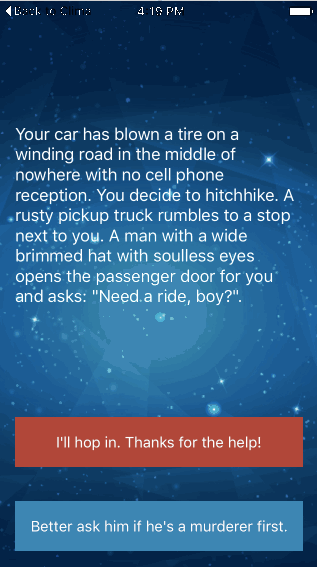 Back to
4:19 PM
Your car has blown a tire on a
winding road in the middle of
nowhere with no cell phone
reception. You decide to hitchhike. A
rusty pickup truck rumbles to a stop
next to you. A man with a wide
brimmed hat with soulless eyes
opens the passenger door for you
and asks: "Need a ride, boy?".
I'll hop in. Thanks for the help!
Better ask him if he's a murderer first.